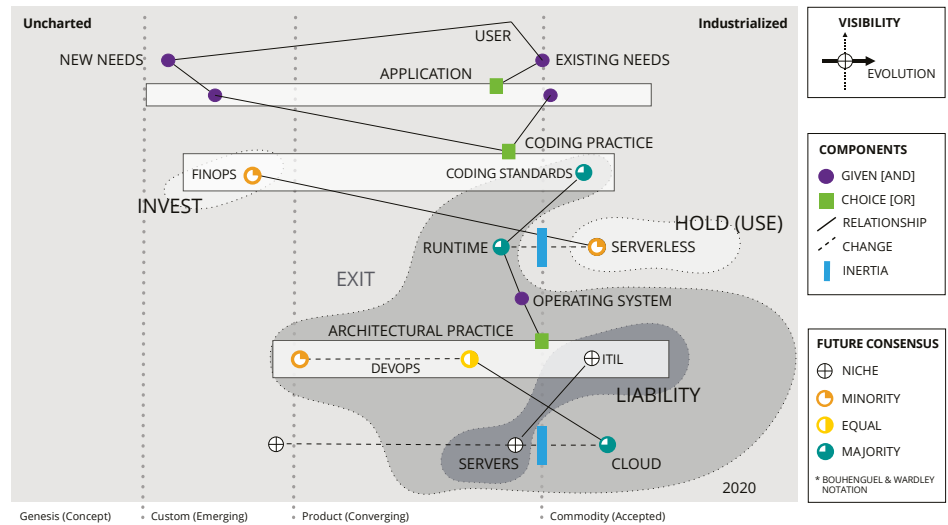 Uncharted
Industrialized
USER
NEW NEEDS
EXISTING NEEDS
APPLICATION
CODING PRACTICE
FINOPS
CODING STANDARDS
INVEST
HOLD (USE)
RUNTIME
SERVERLESS
EXIT
OPERATING SYSTEM
ARCHITECTURAL PRACTICE
DEVOPS
ITIL
LIABILITY
SERVERS
CLOUD
2020
Genesis (Concept)
Custom (Emerging)
Product (Converging)
Commodity (Accepted)
VISIBILITY
EVOLUTION
COMPONENTS
GIVEN [AND]
CHOICE [OR]
RELATIONSHIP
CHANGE
INERTIA
FUTURE CONSENSUS
NICHE
MINORITY
EQUAL
MAJORITY
* BOUHENGUEL & WARDLEY
NOTATION